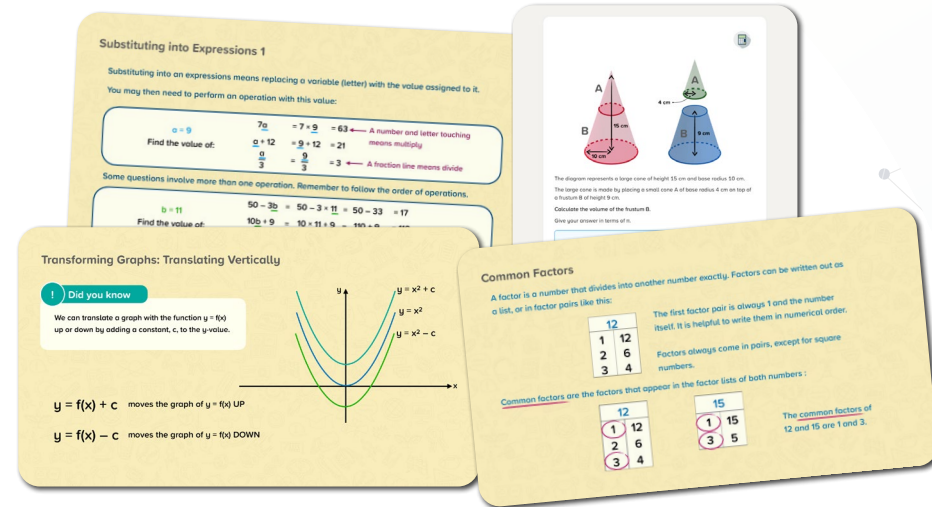 Substituting into Expressions 1
Substituting into an expressions means replacing a variable (letter) with the value assigned to it.
You may then need to perform an operation with this value:
a = 9
Find the value of:
7a = 7 × 9 = 63 A number and letter touching
means multiply
a + 12 = 9 + 12 = 21
a/3 = 9/3 = 3 A fraction line means divide
Some questions involve more than one operation. Remember to follow the order of operations.
b = 11
Find the value of:
50 – 3b = 50 – 3 × 11 = 50 – 33 = 17
10b + 9 = 10 × 11 + 9
A
B
15 cm
10 cm
A
4 cm
B
9 cm
The diagram represents a large cone of height 15 cm and base radius 10 cm.
The large cone is made by placing a small cone A of base radius 4 cm on top of
a frustum B of height 9 cm.
Calculate the volume of the frustum B.
Give your answer in terms of π.
Transforming Graphs: Translating Vertically
! Did you know
We can translate a graph with the function y = f(x)
up or down by adding a constant, c, to the y-value.
y = f(x) + c moves the graph of y = f(x) UP
y = f(x) – c moves the graph of y = f(x) DOWN
y
x
y = x² + c
y = x²
y = x² – c
Common Factors
A factor is a number that divides into another number exactly. Factors can be written out as
a list, or in factor pairs like this:
12
1 12
2 6
3 4
The first factor pair is always 1 and the number
itself. It is helpful to write them in numerical order.
Factors always come in pairs, except for square
numbers.
Common factors are the factors that appear in the factor lists of both numbers :
12
1 12
2 6
3 4
15
1 15
3 5
The common factors of
12 and 15 are 1 and 3.